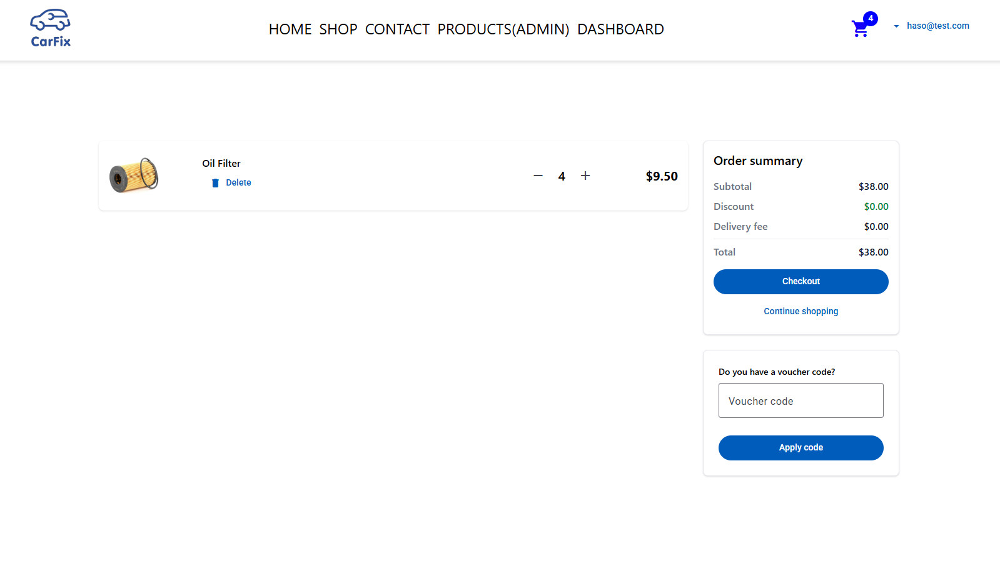 CarFix
HOME SHOP CONTACT PRODUCTS(ADMIN) DASHBOARD
4
haso@test.com
Oil Filter
Delete
4
$9.50
Order summary
Subtotal $38.00
Discount $0.00
Delivery fee $0.00
Total $38.00
Checkout
Continue shopping
Do you have a voucher code?
Voucher code
Apply code